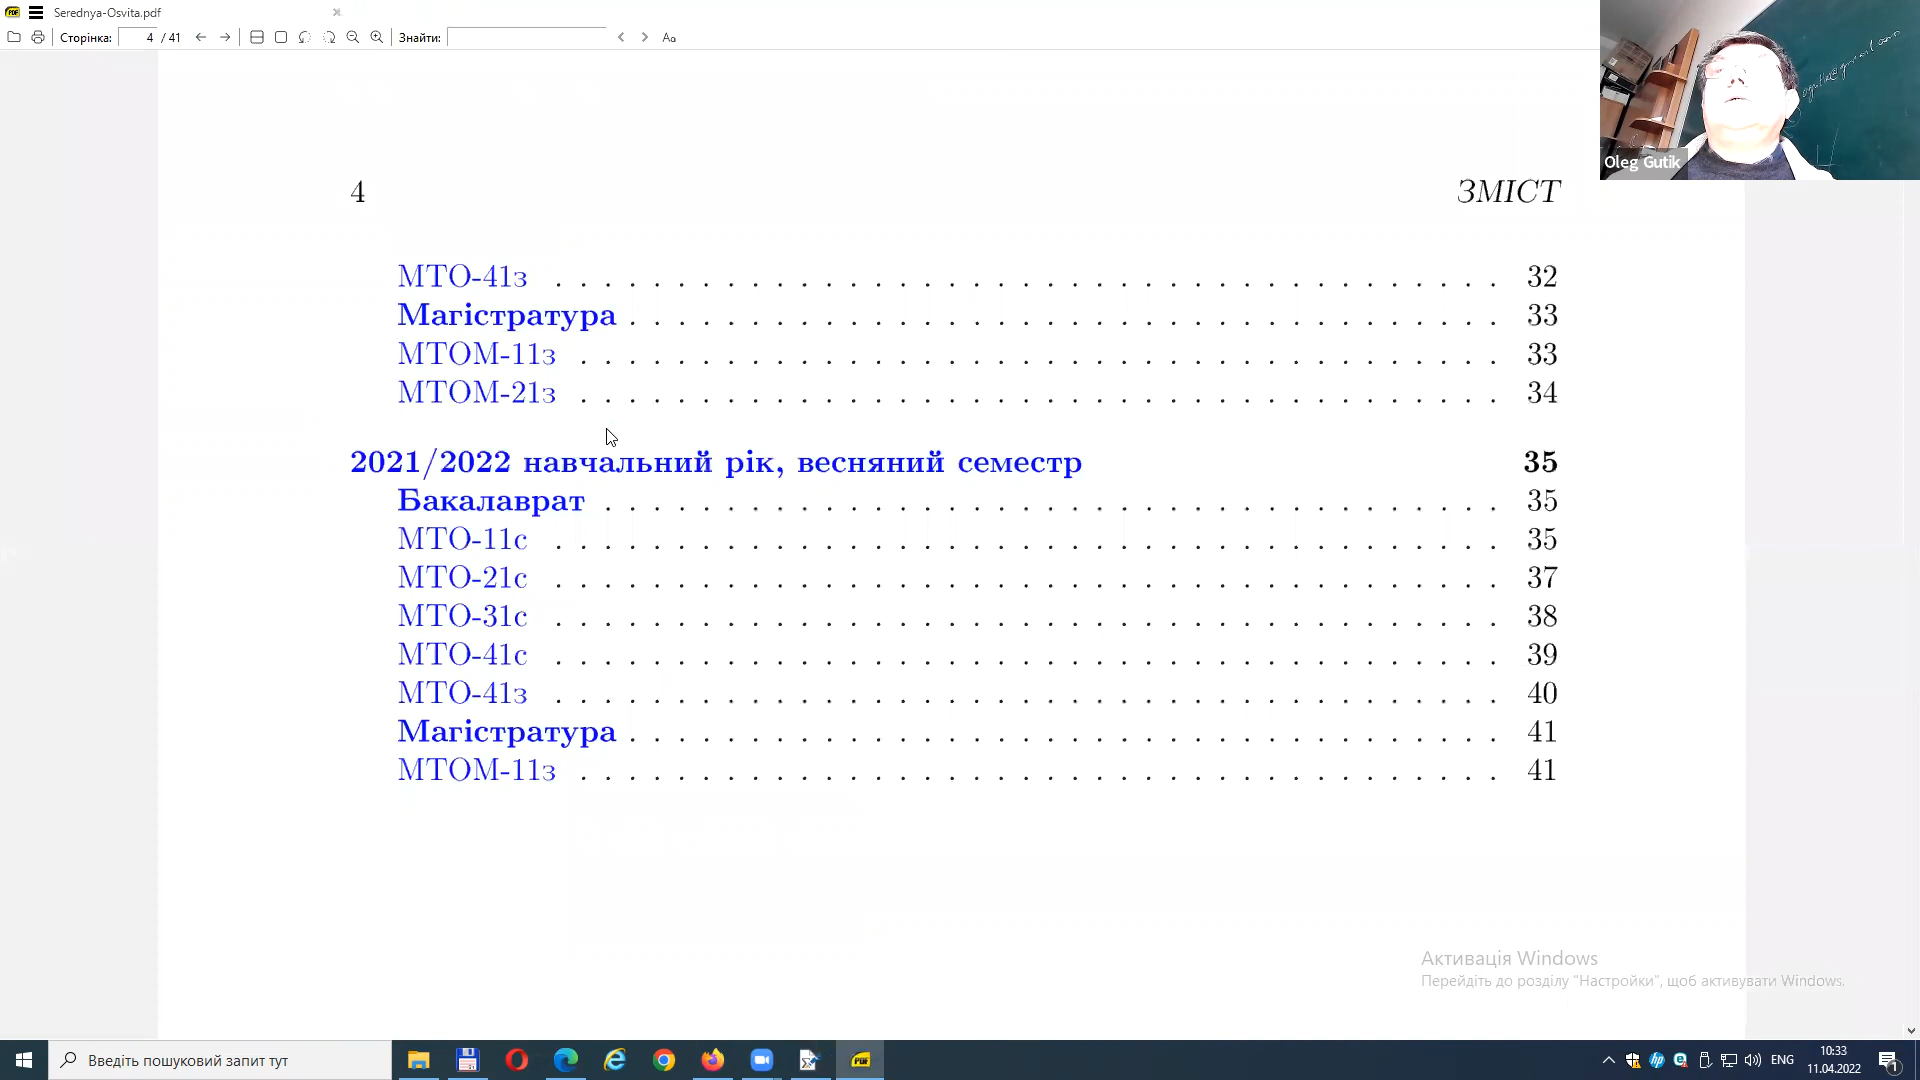 Serednya-Osvita.pdf
Сторінка: 4 / 41 Знайти: Aa
Oleg Gutik
4 ЗМІСТ
МТО-41з . . . . . . . . . . . . . . . . . . . . . . . . . . . . . . . . . . . . . . . 32
Магістратура . . . . . . . . . . . . . . . . . . . . . . . . . . . . . . . . . . . . 33
МТОМ-11з . . . . . . . . . . . . . . . . . . . . . . . . . . . . . . . . . . . . . . 33
МТОМ-21з . . . . . . . . . . . . . . . . . . . . . . . . . . . . . . . . . . . . . . 34
2021/2022 навчальний рік, весняний семестр 35
Бакалаврат . . . . . . . . . . . . . . . . . . . . . . . . . . . . . . . . . . . . . 35
МТО-11с . . . . . . . . . . . . . . . . . . . . . . . . . . . . . . . . . . . . . . . 35
МТО-21с . . . . . . . . . . . . . . . . . . . . . . . . . . . . . . . . . . . . . . . 37
МТО-31с . . . . . . . . . . . . . . . . . . . . . . . . . . . . . . . . . . . . . . . 38
МТО-41с . . . . . . . . . . . . . . . . . . . . . . . . . . . . . . . . . . . . . . . 39
МТО-41з . . . . . . . . . . . . . . . . . . . . . . . . . . . . . . . . . . . . . . . 40
Магістратура . . . . . . . . . . . . . . . . . . . . . . . . . . . . . . . . . . . . 41
МТОМ-11з . . . . . . . . . . . . . . . . . . . . . . . . . . . . . . . . . . . . . . 41
Активація Windows
Перейдіть до розділу "Настройки", щоб активувати Windows.
Введіть пошуковий запит тут
ENG
10:33
11.04.2022